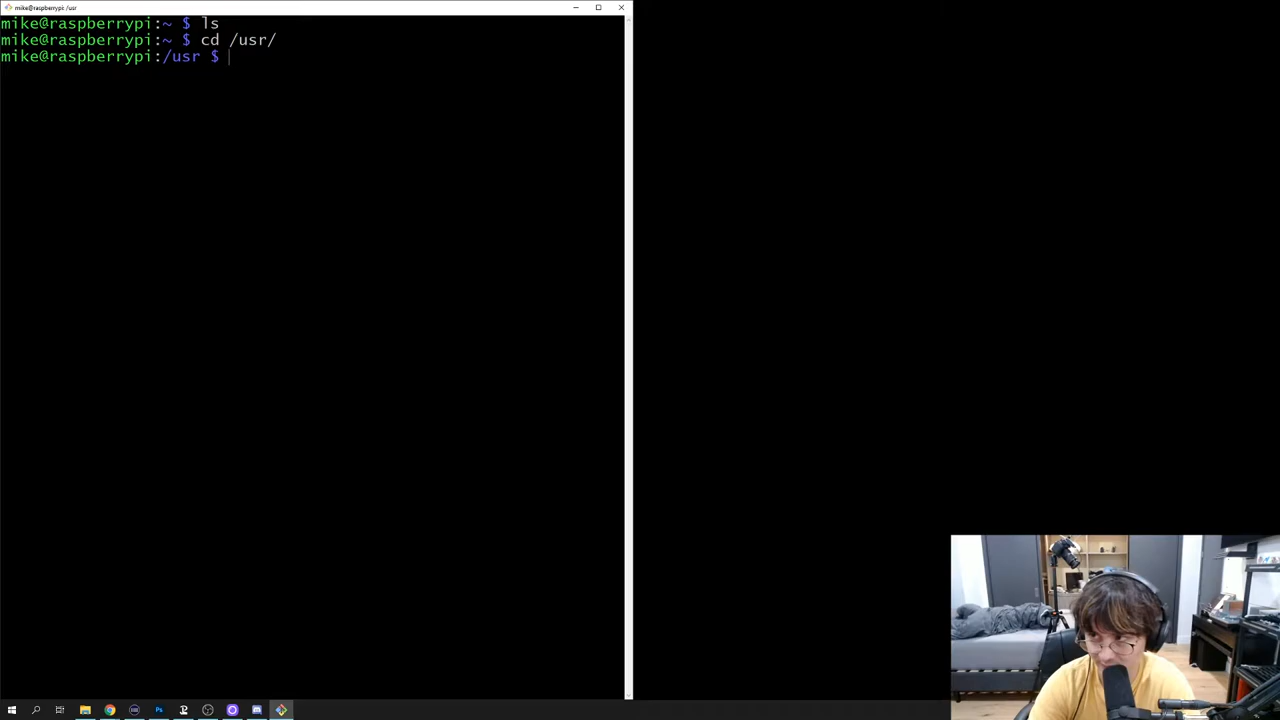 mike@raspberrypi: /usr
mike@raspberrypi:~ $ ls
mike@raspberrypi:~ $ cd /usr/
mike@raspberrypi:/usr $